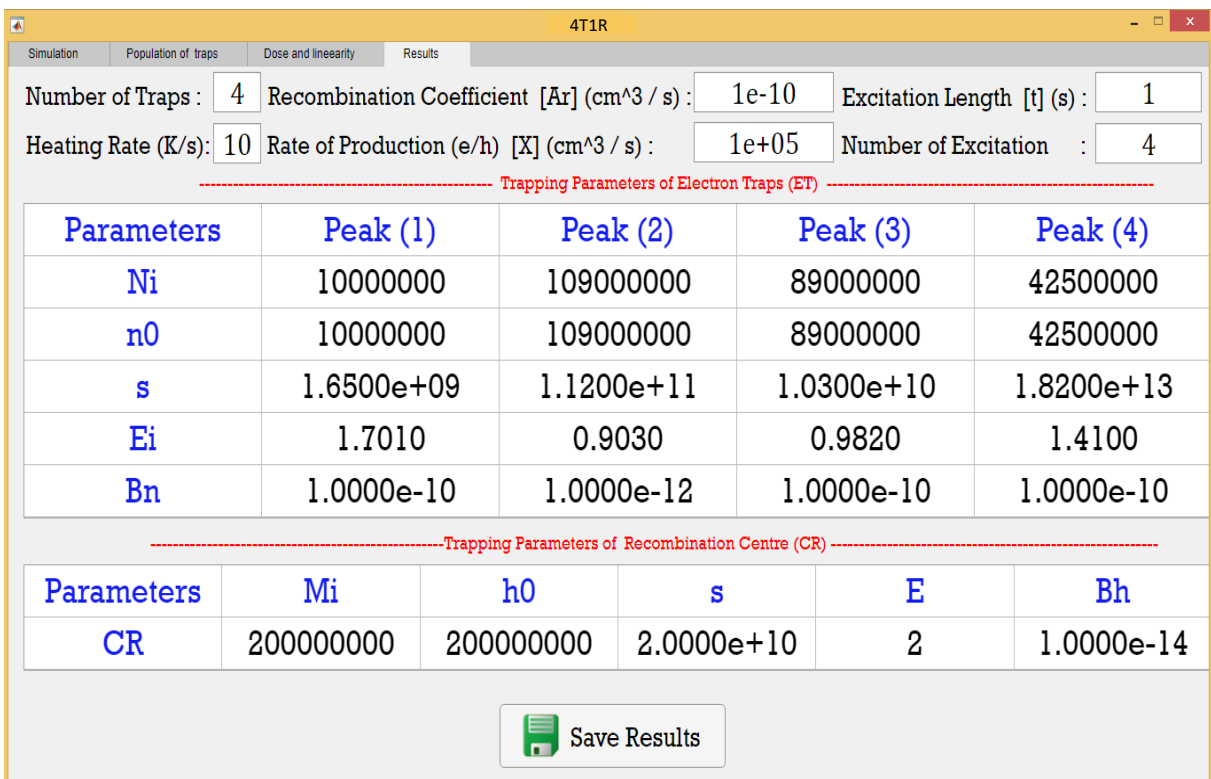 4T1R
Simulation Population of traps Dose and lineearity Results
Number of Traps : 4 Recombination Coefficient [Ar] (cm^3 / s) : 1e-10 Excitation Length [t] (s) : 1
Heating Rate (K/s): 10 Rate of Production (e/h) [X] (cm^3 / s) : 1e+05 Number of Excitation : 4
Trapping Parameters of Electron Traps (ET)
Parameters Peak (1) Peak (2) Peak (3) Peak (4)
Ni 10000000 109000000 89000000 42500000
n0 10000000 109000000 89000000 42500000
s 1.6500e+09 1.1200e+11 1.0300e+10 1.8200e+13
Ei 1.7010 0.9030 0.9820 1.4100
Bn 1.0000e-10 1.0000e-12 1.0000e-10 1.0000e-10
Trapping Parameters of Recombination Centre (CR)
Parameters Mi h0 s E Bh
CR 200000000 200000000 2.0000e+10 2 1.0000e-14
Save Results